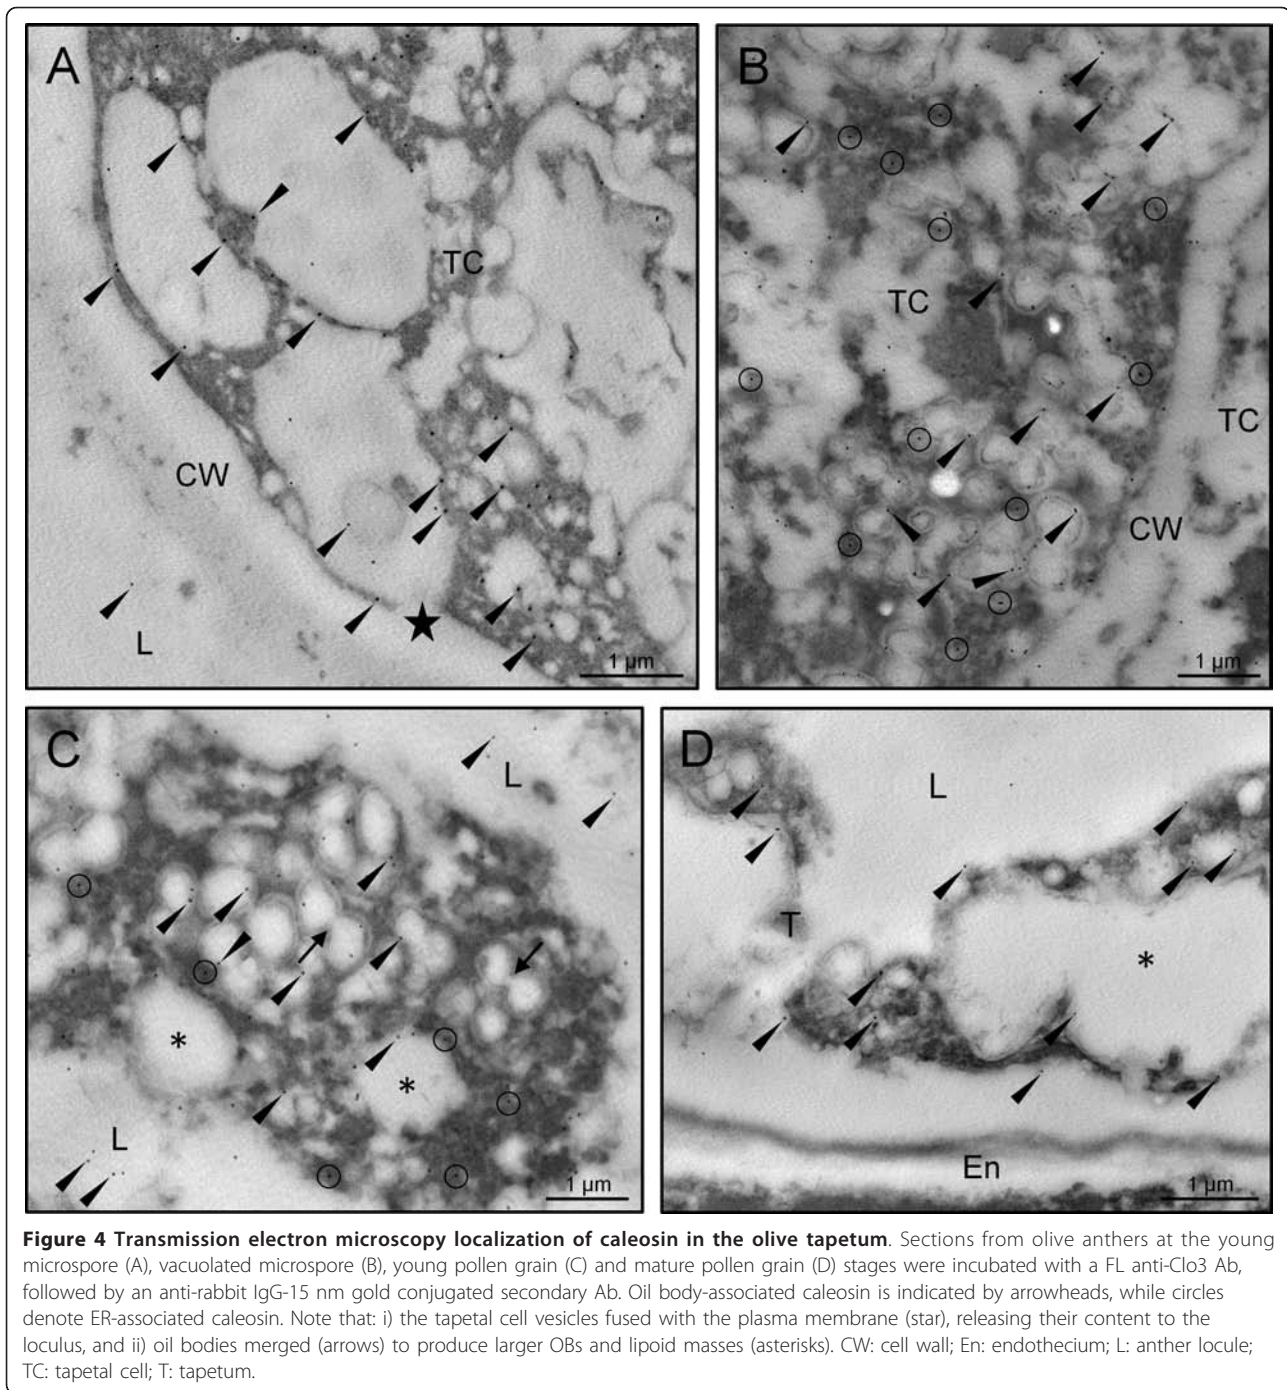 A
TC
CW
L
1 µm
B
TC
TC
CW
1 µm
C
L
*
*
L
1 µm
D
L
T
*
En
1 µm
Figure 4 Transmission electron microscopy localization of caleosin in the olive tapetum. Sections from olive anthers at the young
microspore (A), vacuolated microspore (B), young pollen grain (C) and mature pollen grain (D) stages were incubated with a FL anti-Clo3 Ab,
followed by an anti-rabbit IgG-15 nm gold conjugated secondary Ab. Oil body-associated caleosin is indicated by arrowheads, while circles
denote ER-associated caleosin. Note that: i) the tapetal cell vesicles fused with the plasma membrane (star), releasing their content to the
loculus, and ii) oil bodies merged (arrows) to produce larger OBs and lipoid masses (asterisks). CW: cell wall; En: endothecium; L: anther locule;
TC: tapetal cell; T: tapetum.